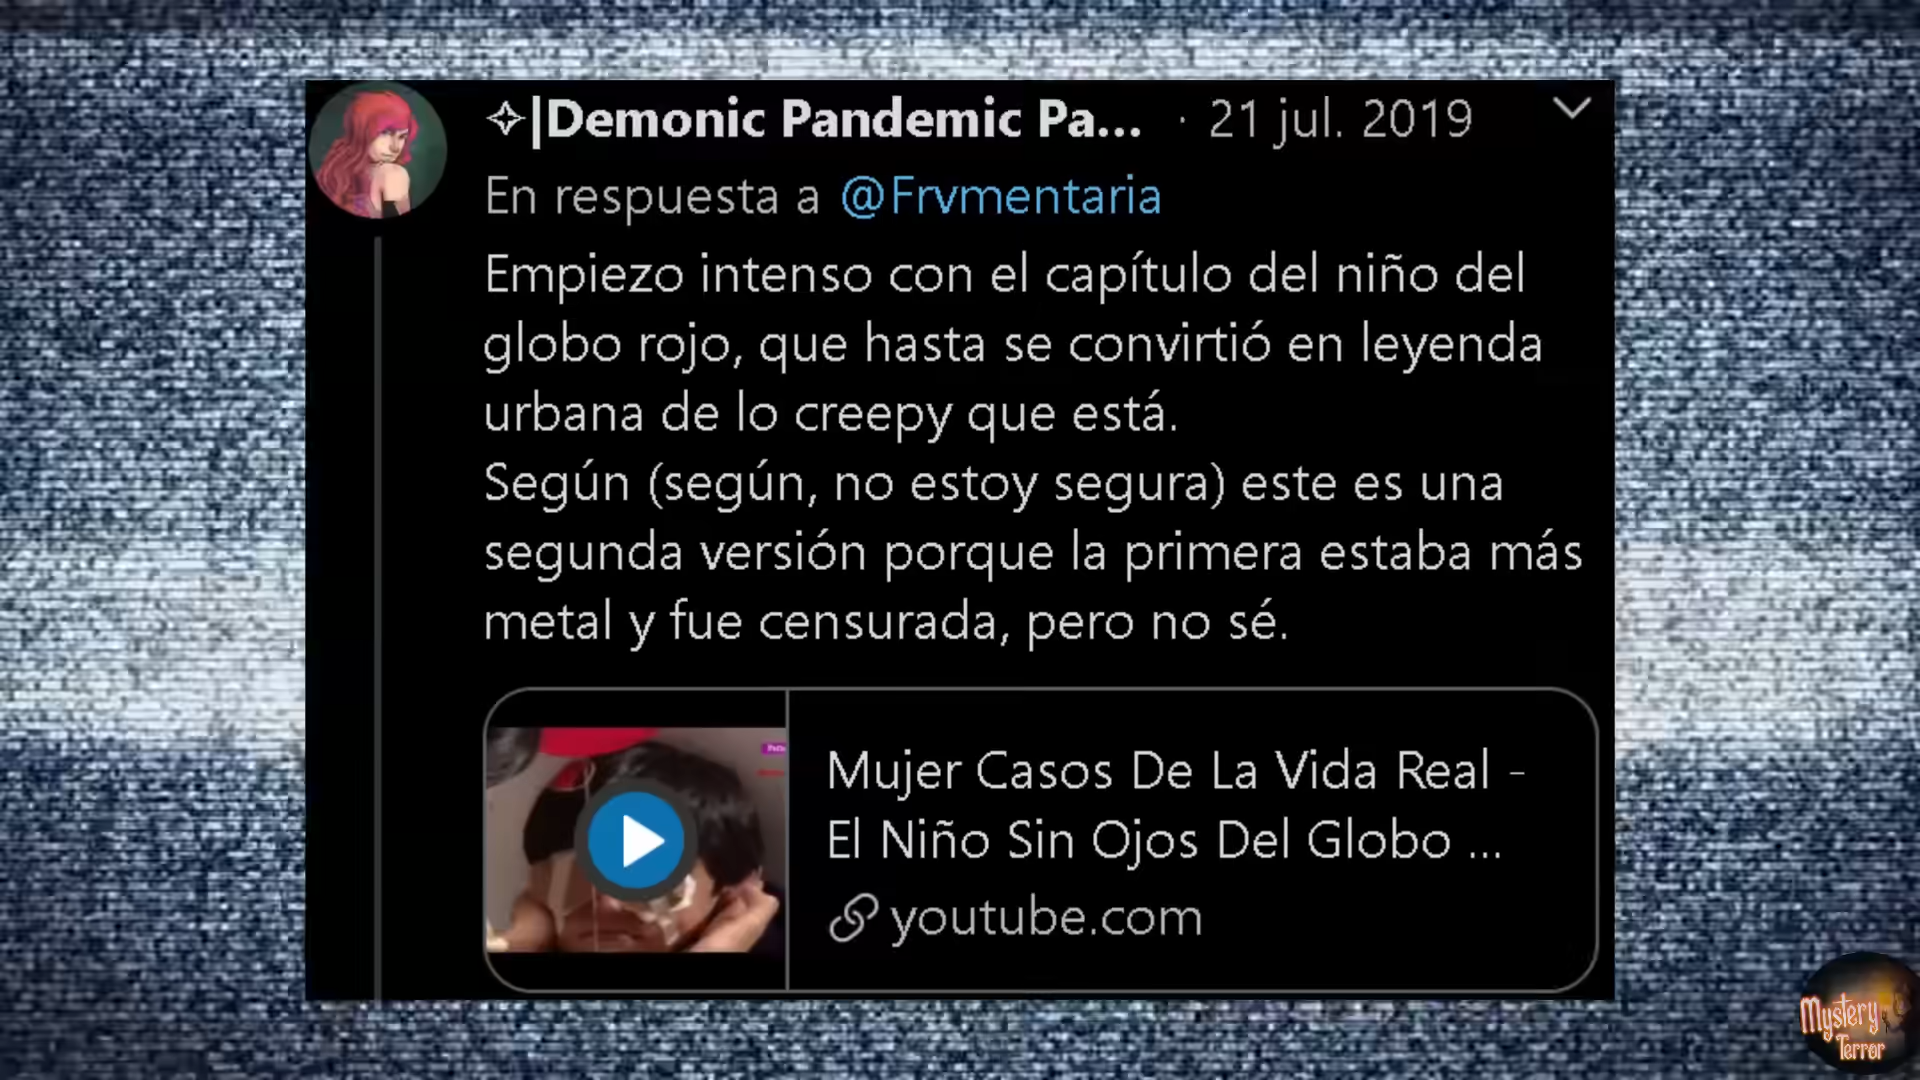 ✧|Demonic Pandemic Pa... · 21 jul. 2019
En respuesta a @Frvmentaria
Empiezo intenso con el capítulo del niño del
globo rojo, que hasta se convirtió en leyenda
urbana de lo creepy que está.
Según (según, no estoy segura) este es una
segunda versión porque la primera estaba más
metal y fue censurada, pero no sé.
Mujer Casos De La Vida Real -
El Niño Sin Ojos Del Globo ...
youtube.com
Mystery
Terror